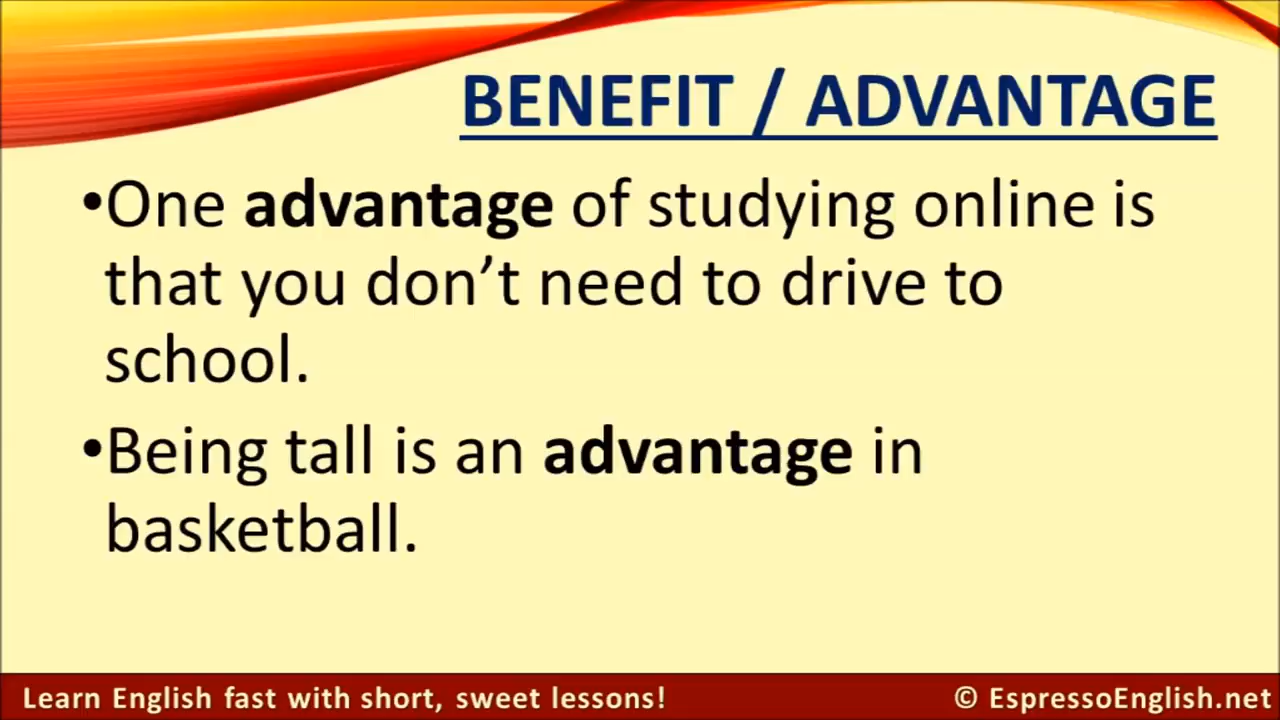 BENEFIT / ADVANTAGE
•One advantage of studying online is
that you don’t need to drive to
school.
•Being tall is an advantage in
basketball.
Learn English fast with short, sweet lessons!
© EspressoEnglish.net